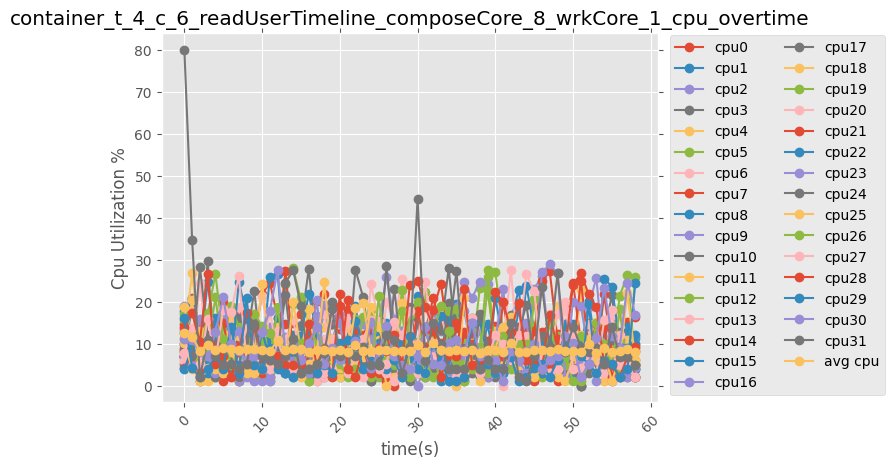 container_t_4_c_6_readUserTimeline_composeCore_8_wrkCore_1_cpu_overtime
80
70
60
50
40
30
20
10
0
Cpu Utilization %
0
10
20
30
40
50
60
time(s)
cpu0
cpu1
cpu2
cpu3
cpu4
cpu5
cpu6
cpu7
cpu8
cpu9
cpu10
cpu11
cpu12
cpu13
cpu14
cpu15
cpu16
cpu17
cpu18
cpu19
cpu20
cpu21
cpu22
cpu23
cpu24
cpu25
cpu26
cpu27
cpu28
cpu29
cpu30
cpu31
avg cpu